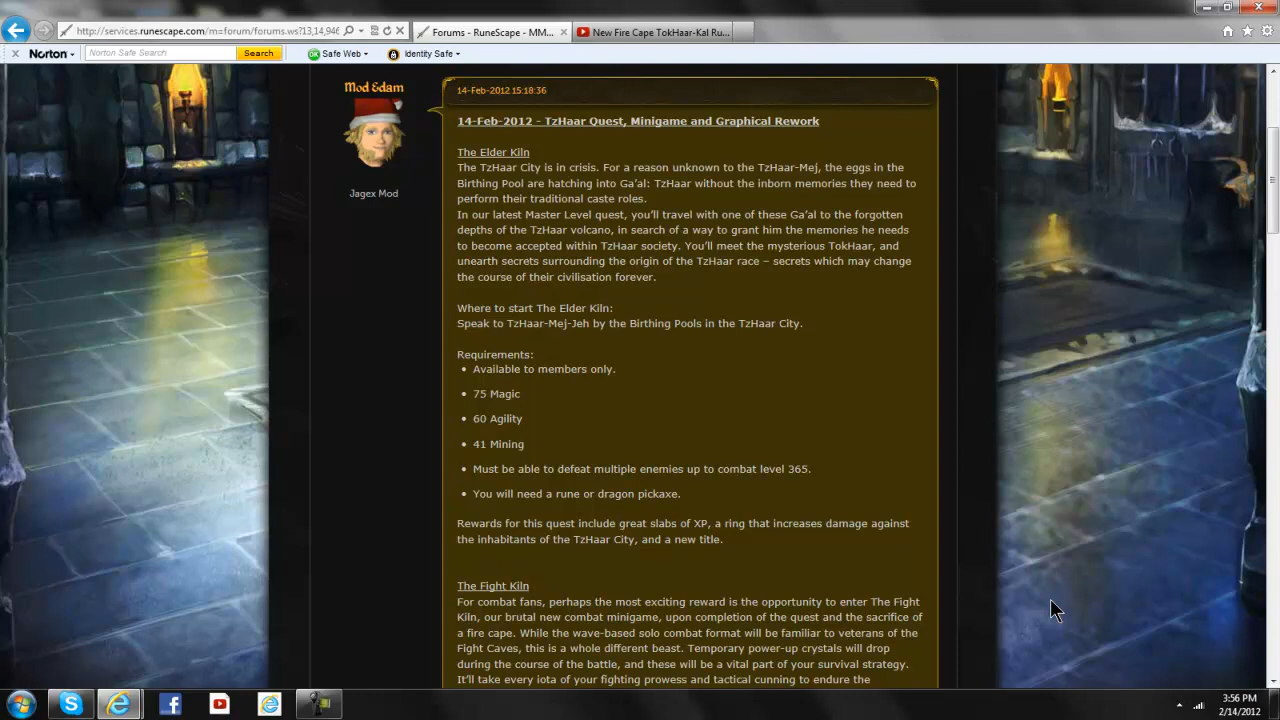 http://services.runescape.com/m=forum/forums.ws?13,14,946
Forums - RuneScape - MM...
New Fire Cape TokHaar-Kal Ru...
Norton
Norton Safe Search
Search
OK
Safe Web
Identity Safe
Mod Edam
Jagex Mod
14-Feb-2012 15:18:36
14-Feb-2012 - TzHaar Quest, Minigame and Graphical Rework
The Elder Kiln
The TzHaar City is in crisis. For a reason unknown to the TzHaar-Mej, the eggs in the
Birthing Pool are hatching into Ga'al: TzHaar without the inborn memories they need to
perform their traditional caste roles.
In our latest Master Level quest, you'll travel with one of these Ga'al to the forgotten
depths of the TzHaar volcano, in search of a way to grant him the memories he needs
to become accepted within TzHaar society. You'll meet the mysterious TokHaar, and
unearth secrets surrounding the origin of the TzHaar race – secrets which may change
the course of their civilisation forever.
Where to start The Elder Kiln:
Speak to TzHaar-Mej-Jeh by the Birthing Pools in the TzHaar City.
Requirements:
• Available to members only.
• 75 Magic
• 60 Agility
• 41 Mining
• Must be able to defeat multiple enemies up to combat level 365.
• You will need a rune or dragon pickaxe.
Rewards for this quest include great slabs of XP, a ring that increases damage against
the inhabitants of the TzHaar City, and a new title.
The Fight Kiln
For combat fans, perhaps the most exciting reward is the opportunity to enter The Fight
Kiln, our brutal new combat minigame, upon completion of the quest and the sacrifice of
a fire cape. While the wave-based solo combat format will be familiar to veterans of the
Fight Caves, this is a whole different beast. Temporary power-up crystals will drop
during the course of the battle, and these will be a vital part of your survival strategy.
It'll take every iota of your fighting prowess and tactical cunning to endure the
3:56 PM
2/14/2012